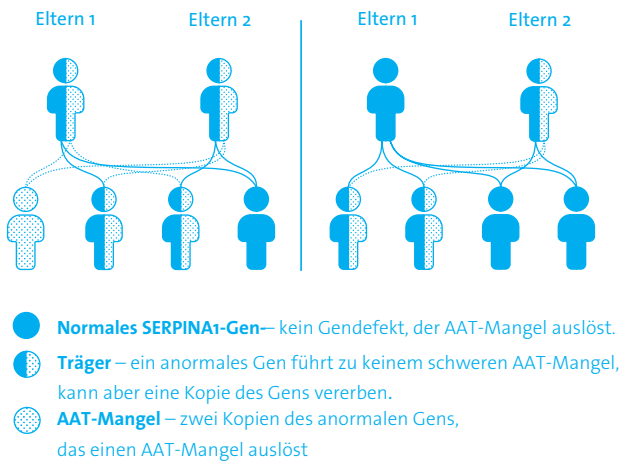 Eltern 1 Eltern 2 Eltern 1 Eltern 2
Normales SERPINA1-Gen-– kein Gendefekt, der AAT-Mangel auslöst.
Träger – ein anormales Gen führt zu keinem schweren AAT-Mangel,
kann aber eine Kopie des Gens vererben.
AAT-Mangel – zwei Kopien des anormalen Gens,
das einen AAT-Mangel auslöst